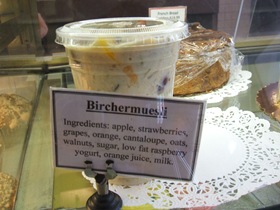 Birchermuesli
Ingredients: apple, strawberries,
grapes, orange, cantaloupe, oats,
walnuts, sugar, low fat raspberry
yogurt, orange juice, milk.